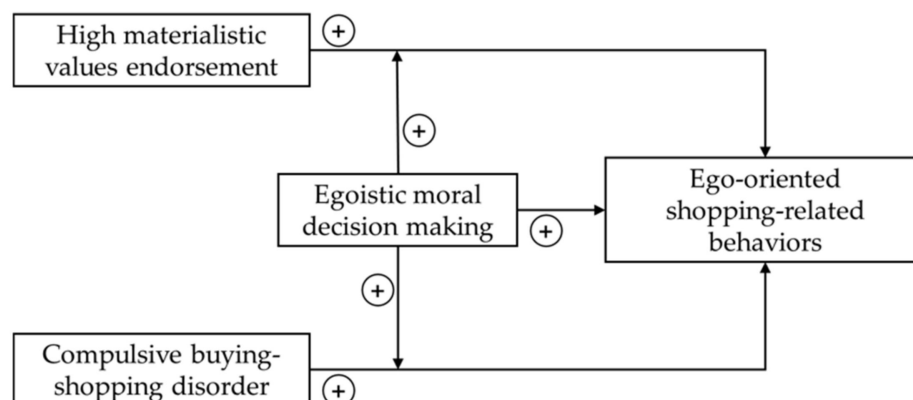 +
High materialistic
values endorsement
+
Egoistic moral
decision making
+
Ego-oriented
shopping-related
behaviors
+
Compulsive buying-
shopping disorder
+